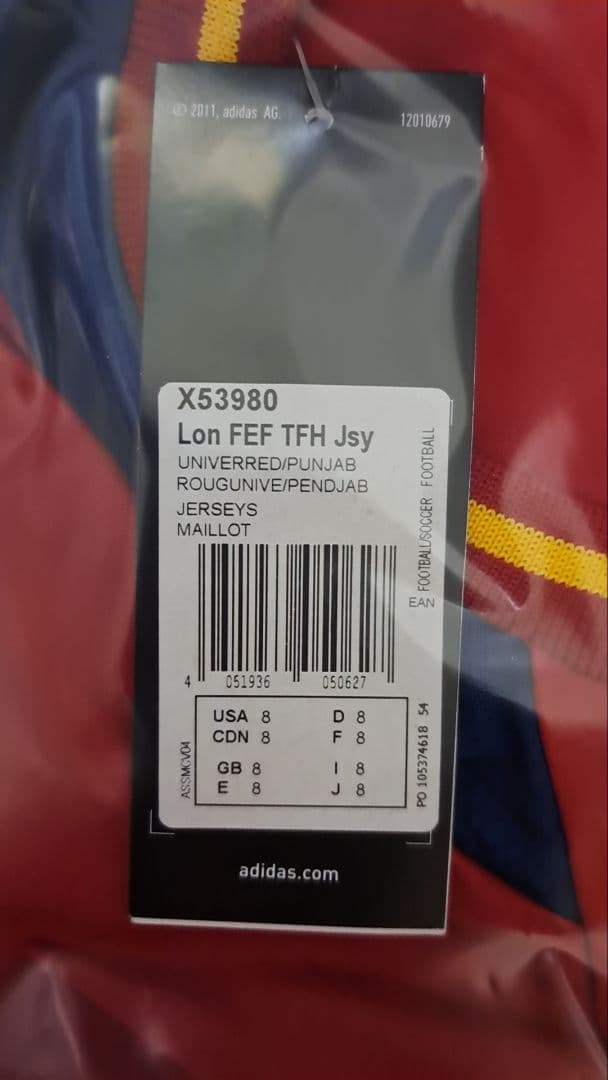 © 2011, adidas AG.
12010679
X53980
Lon FEF TFH Jsy
UNIVERRED/PUNJAB
ROUGUNIVE/PENDJAB
JERSEYS
MAILLOT
FOOTBALL/SOCCER FOOTBALL
EAN
4 051936 050627
USA 8 D 8
CDN 8 F 8
GB 8 I 8
E 8 J 8
ASSMGV04
PO 105374618 54
adidas.com